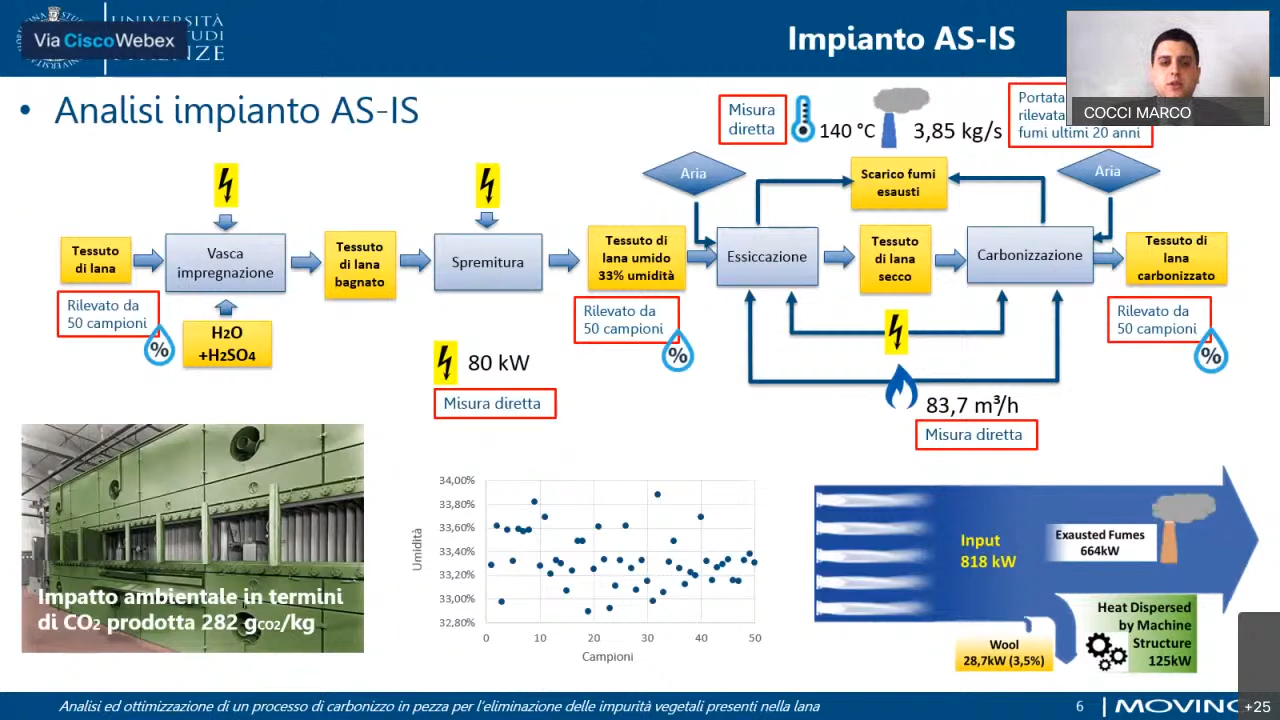 UNIVERSITÀ
STUDI
FIRENZE
Via CiscoWebex
Impianto AS-IS
COCCI MARCO
• Analisi impianto AS-IS
Misura
diretta
140 °C
3,85 kg/s
Portata
rilevata
fumi ultimi 20 anni
Aria
Scarico fumi
esausti
Aria
Tessuto
di lana
Vasca
impregnazione
Tessuto
di lana
bagnato
Spremitura
Tessuto di
lana umido
33% umidità
Essiccazione
Tessuto
di lana
secco
Carbonizzazione
Tessuto di
lana
carbonizzato
Rilevato da
50 campioni
%
H2O
+H2SO4
Rilevato da
50 campioni
%
Rilevato da
50 campioni
%
80 kW
Misura diretta
83,7 m³/h
Misura diretta
Impatto ambientale in termini
di CO2 prodotta 282 gCO2/kg
34,00%
33,80%
33,60%
33,40%
33,20%
33,00%
32,80%
Umidità
0 10 20 30 40 50
Campioni
Input
818 kW
Exausted Fumes
664kW
Wool
28,7kW (3,5%)
Heat Dispersed
by Machine
Structure
125kW
Analisi ed ottimizzazione di un processo di carbonizzo in pezza per l'eliminazione delle impurità vegetali presenti nella lana
6
MOVING
+25